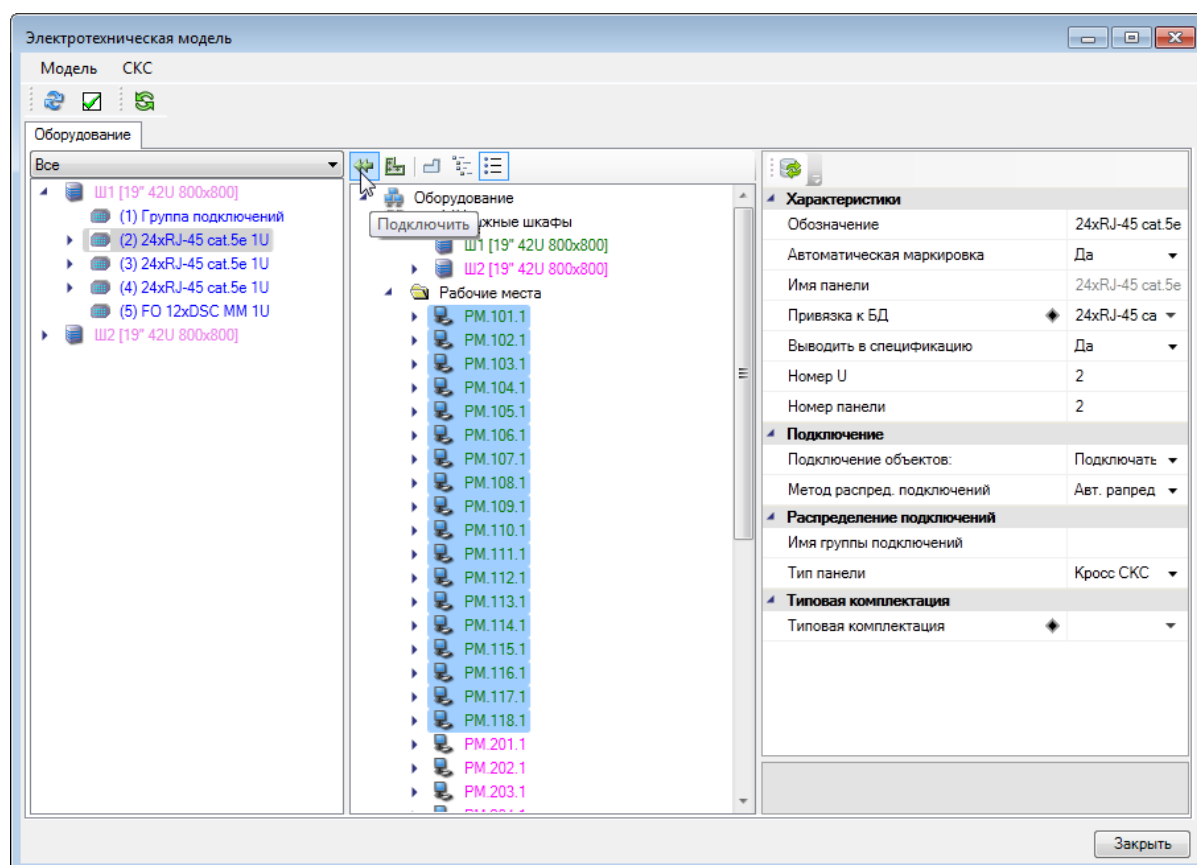 Электротехническая модель
Модель СКС
Оборудование
Все
Ш1 [19" 42U 800x800]
(1) Группа подключений
(2) 24xRJ-45 cat.5e 1U
(3) 24xRJ-45 cat.5e 1U
(4) 24xRJ-45 cat.5e 1U
(5) FO 12xDSC MM 1U
Ш2 [19" 42U 800x800]
Оборудование
Подключить
Ш1 [19" 42U 800x800]
Ш2 [19" 42U 800x800]
Рабочие места
РМ.101.1
РМ.102.1
РМ.103.1
РМ.104.1
РМ.105.1
РМ.106.1
РМ.107.1
РМ.108.1
РМ.109.1
РМ.110.1
РМ.111.1
РМ.112.1
РМ.113.1
РМ.114.1
РМ.115.1
РМ.116.1
РМ.117.1
РМ.118.1
РМ.201.1
РМ.202.1
РМ.203.1
Характеристики
Обозначение 24xRJ-45 cat.5e
Автоматическая маркировка Да
Имя панели 24xRJ-45 cat.5e
Привязка к БД 24xRJ-45 ca
Выводить в спецификацию Да
Номер U 2
Номер панели 2
Подключение
Подключение объектов: Подключать
Метод распред. подключений Авт. рапред
Распределение подключений
Имя группы подключений
Тип панели Кросс СКС
Типовая комплектация
Типовая комплектация
Закрыть